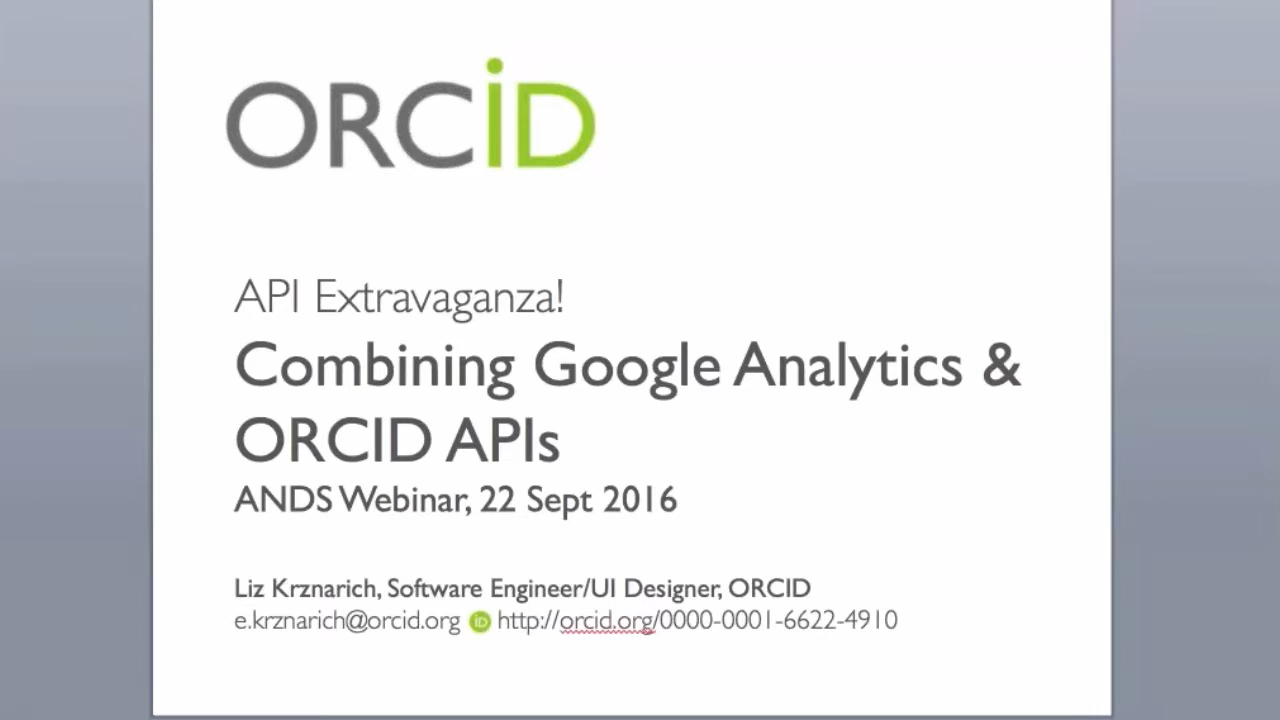 ORCiD
API Extravaganza!
Combining Google Analytics &
ORCID APIs
ANDS Webinar, 22 Sept 2016
Liz Krznarich, Software Engineer/UI Designer, ORCID
e.krznarich@orcid.org iD http://orcid.org/0000-0001-6622-4910